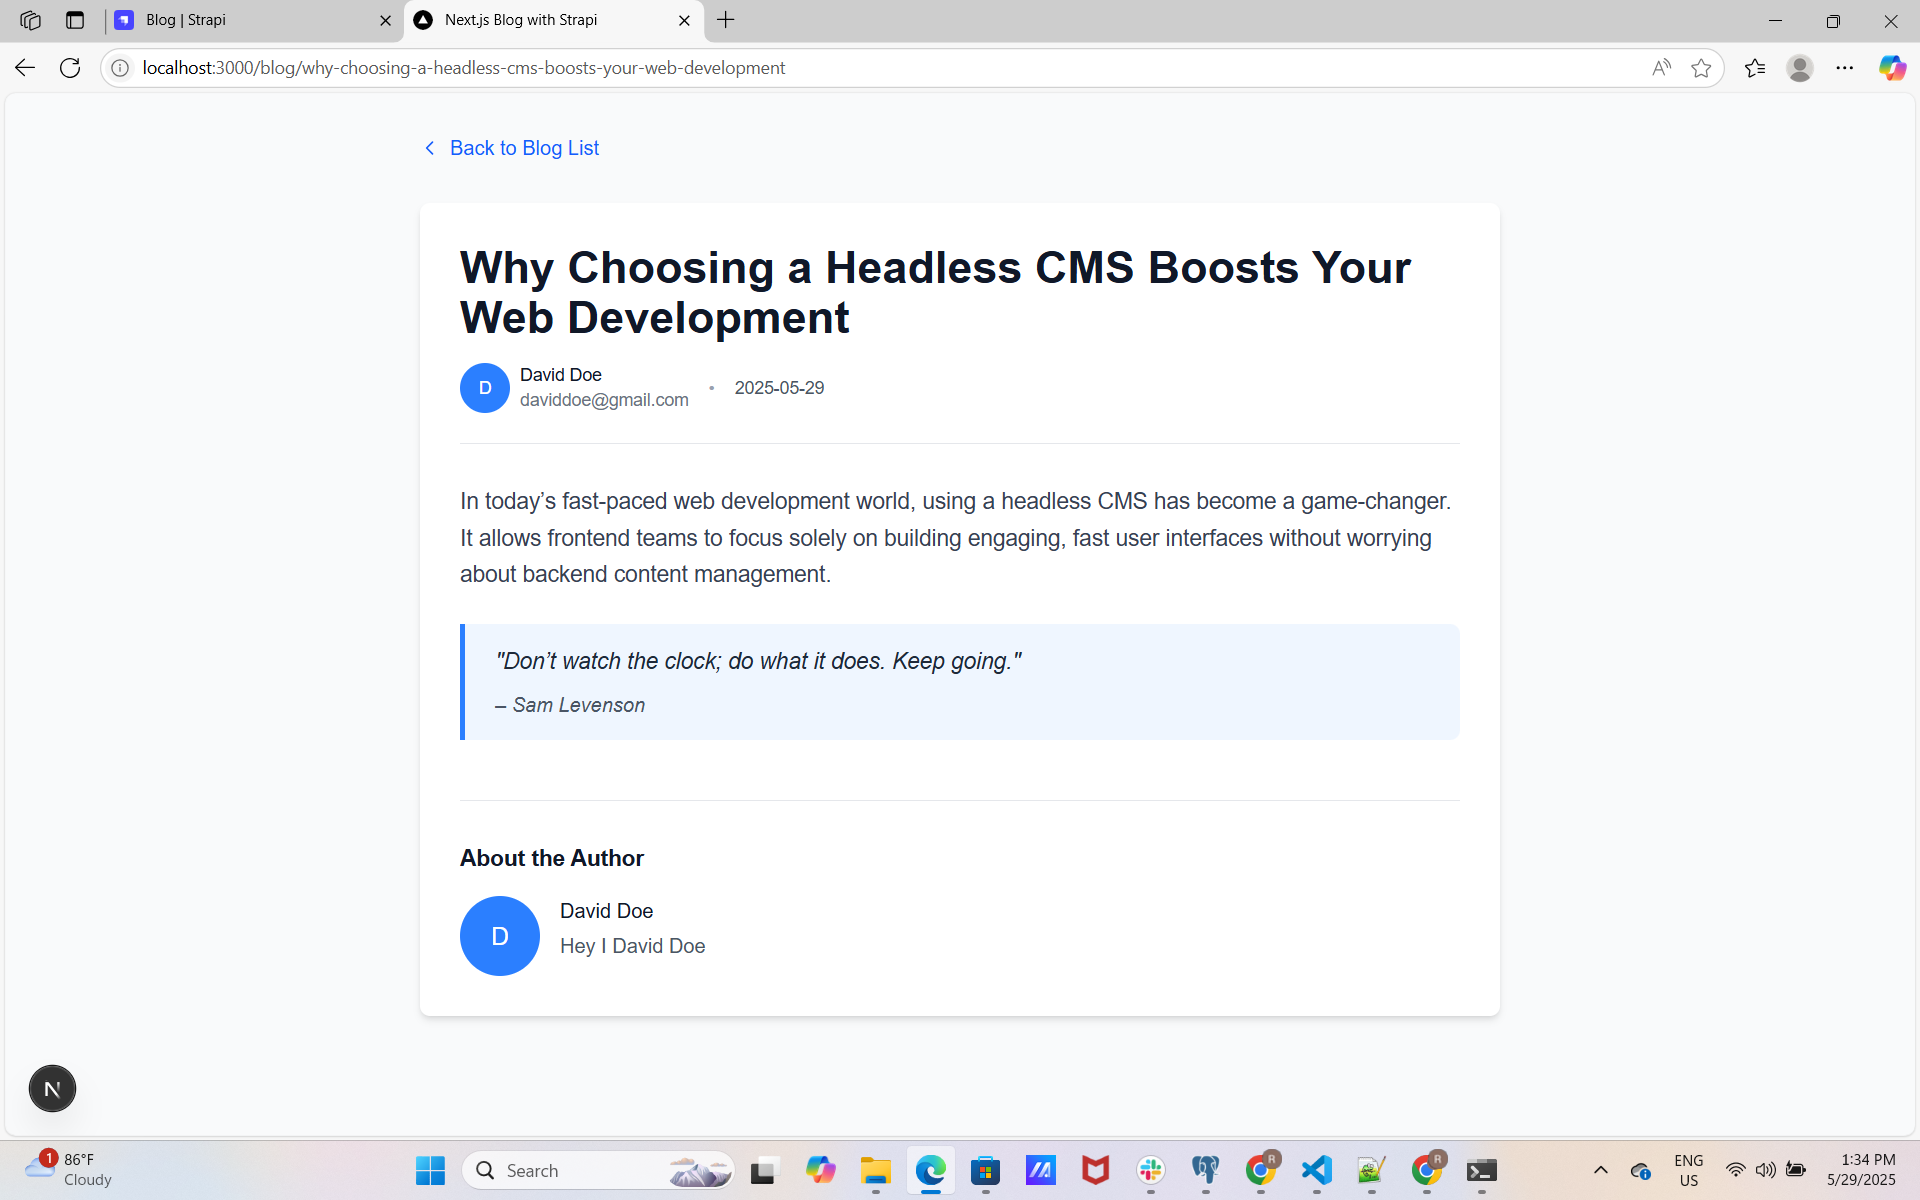 Blog | Strapi
Next.js Blog with Strapi
localhost:3000/blog/why-choosing-a-headless-cms-boosts-your-web-development
Back to Blog List
Why Choosing a Headless CMS Boosts Your
Web Development
D
David Doe
daviddoe@gmail.com
•
2025-05-29
In today’s fast-paced web development world, using a headless CMS has become a game-changer.
It allows frontend teams to focus solely on building engaging, fast user interfaces without worrying
about backend content management.
"Don’t watch the clock; do what it does. Keep going."
– Sam Levenson
About the Author
D
David Doe
Hey I David Doe
N
1
86°F
Cloudy
Search
R
R
ENG
US
1:34 PM
5/29/2025